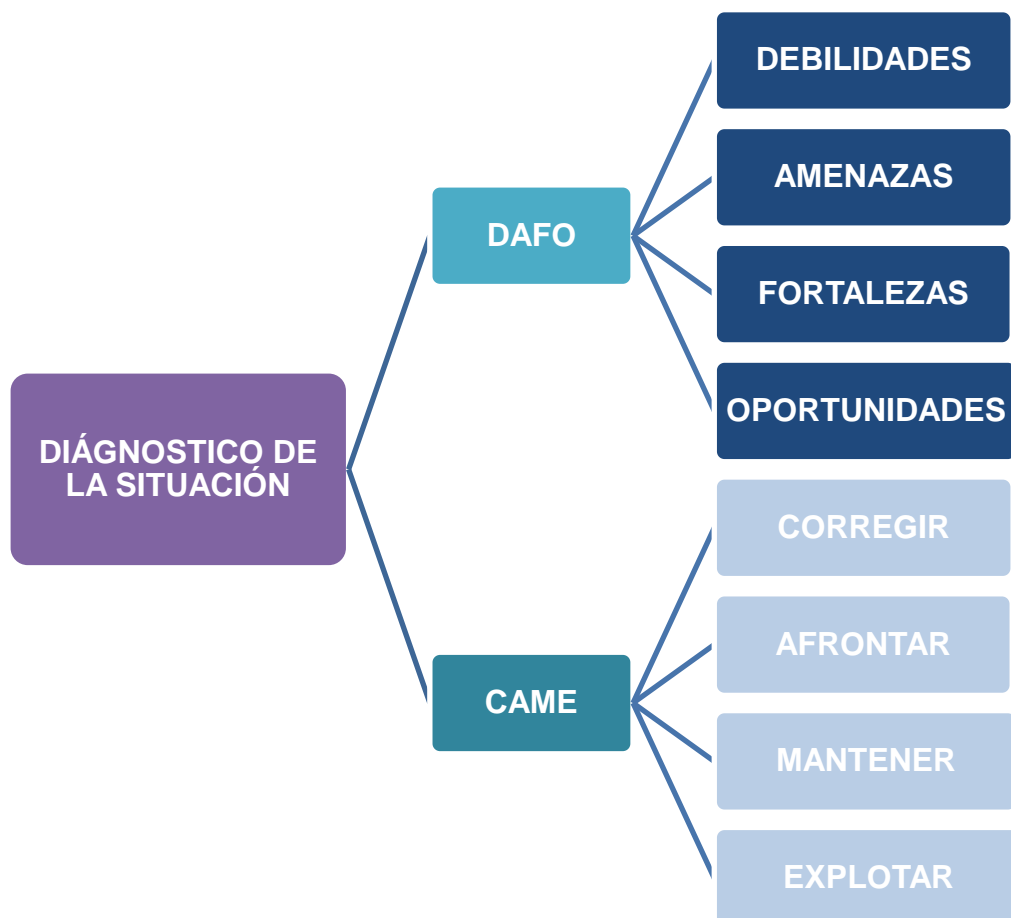 DIÁGNOSTICO DE
LA SITUACIÓN
DAFO
DEBILIDADES
AMENAZAS
FORTALEZAS
OPORTUNIDADES
CAME
CORREGIR
AFRONTAR
MANTENER
EXPLOTAR